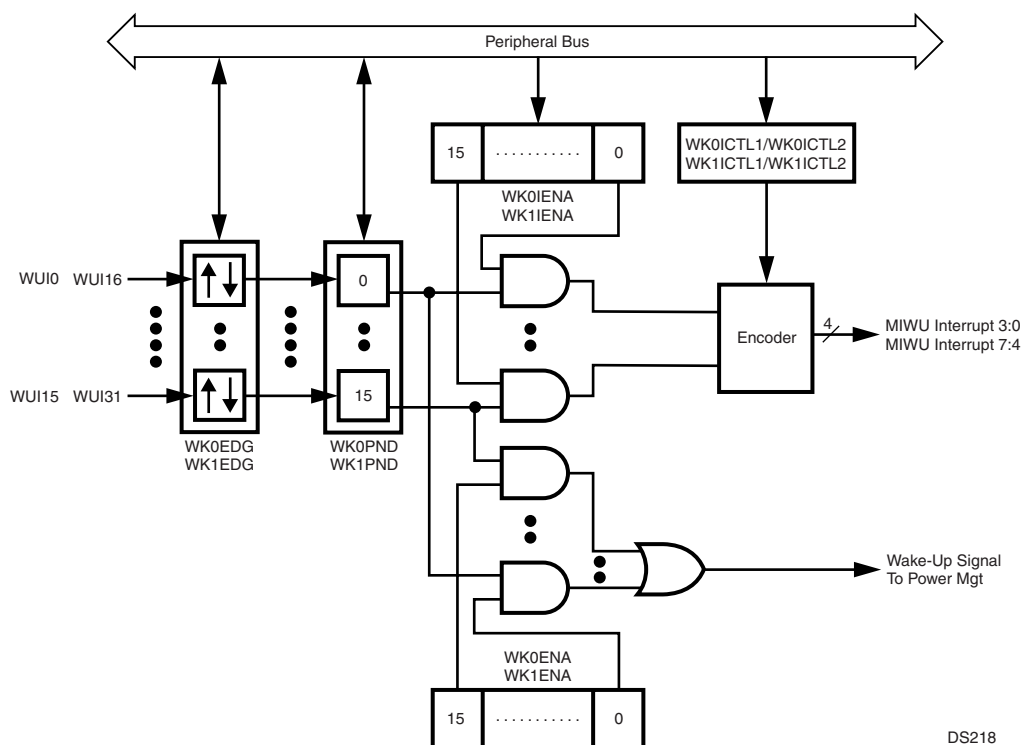 Peripheral Bus
15 ........... 0
WK0ICTL1/WK0ICTL2
WK1ICTL1/WK1ICTL2
WK0IENA
WK1IENA
WUI0 WUI16
0
Encoder
4
MIWU Interrupt 3:0
MIWU Interrupt 7:4
WUI15 WUI31
15
WK0EDG
WK1EDG
WK0PND
WK1PND
Wake-Up Signal
To Power Mgt
WK0ENA
WK1ENA
15 ........... 0
DS218